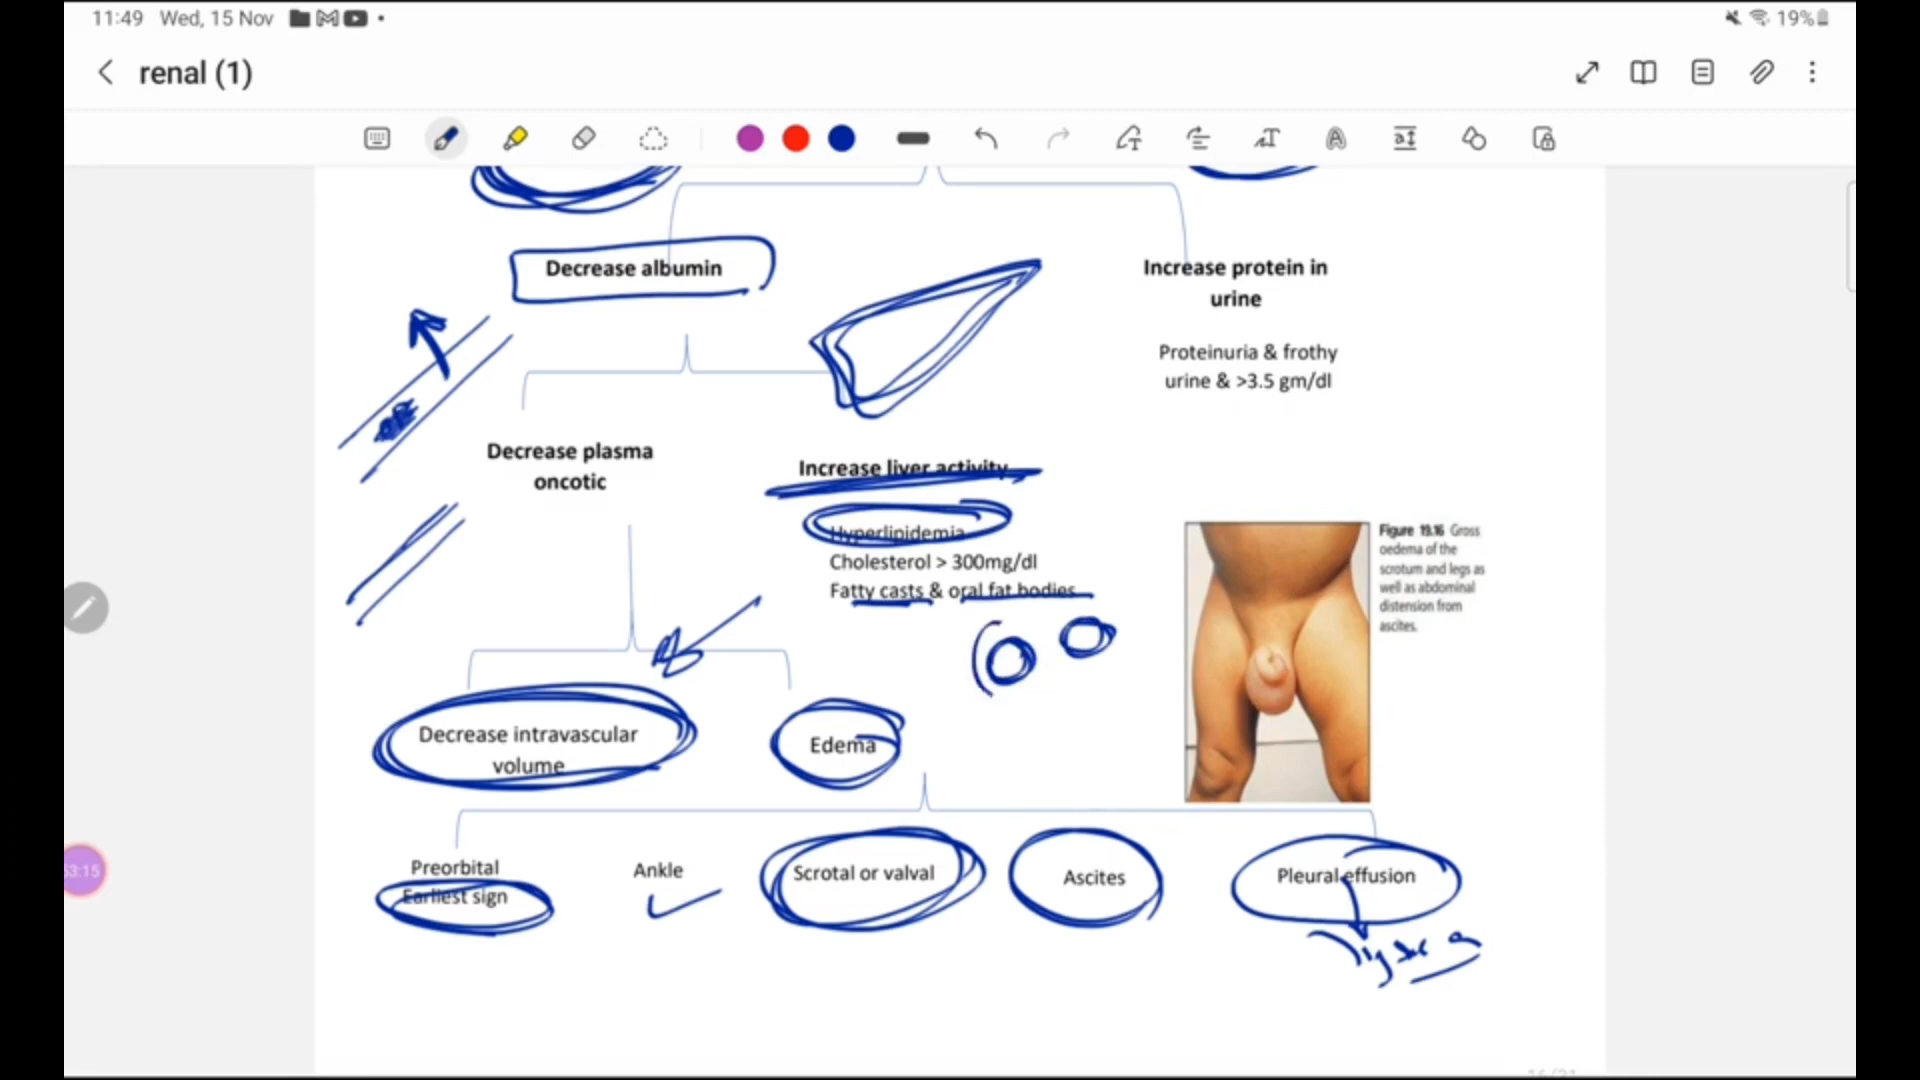 11:49 Wed, 15 Nov
19%
renal (1)
Decrease albumin
Increase protein in
urine
Proteinuria & frothy
urine & >3.5 gm/dl
Decrease plasma
oncotic
Increase liver activity
Hyperlipidemia
Cholesterol > 300mg/dl
Fatty casts & oral fat bodies
Figure 19.16 Gross
oedema of the
scrotum and legs as
well as abdominal
distension from
ascites.
Decrease intravascular
volume
Edema
53:15
Preorbital
Earliest sign
Ankle
Scrotal or valval
Ascites
Pleural effusion